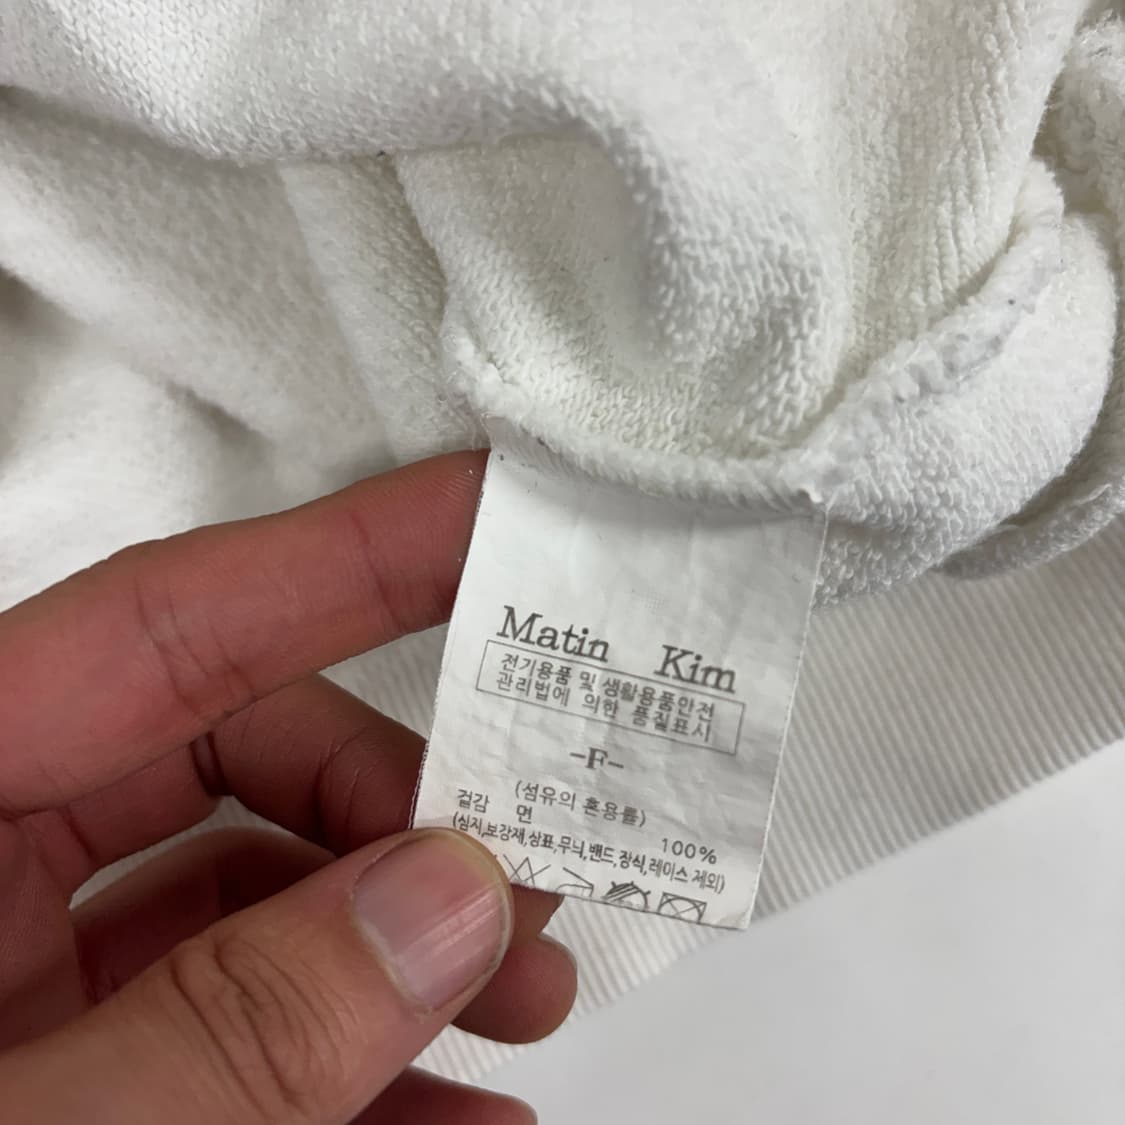 Matin Kim
전기용품 및 생활용품안전
관리법에 의한 품질표시
-F-
(섬유의 혼용률)
겉감 면 100%
(심지,보강재,상표,무늬,밴드,장식,레이스 제외)